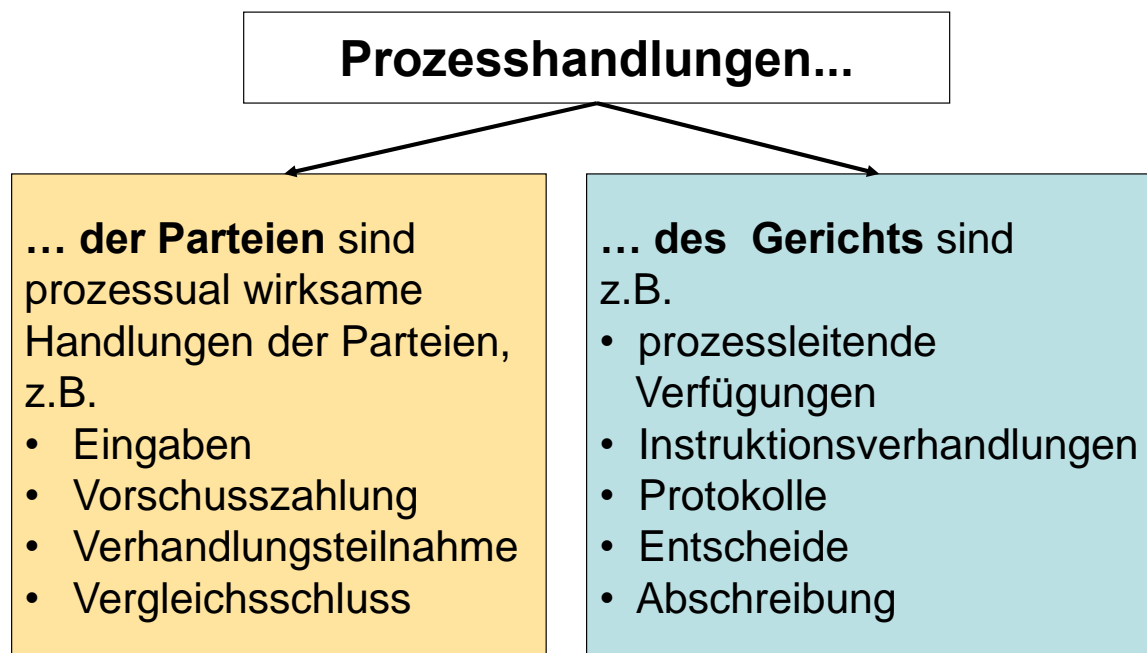 Prozesshandlungen...
… der Parteien sind
prozessual wirksame
Handlungen der Parteien,
z.B.
• Eingaben
• Vorschusszahlung
• Verhandlungsteilnahme
• Vergleichsschluss
… des Gerichts sind
z.B.
• prozessleitende
Verfügungen
• Instruktionsverhandlungen
• Protokolle
• Entscheide
• Abschreibung